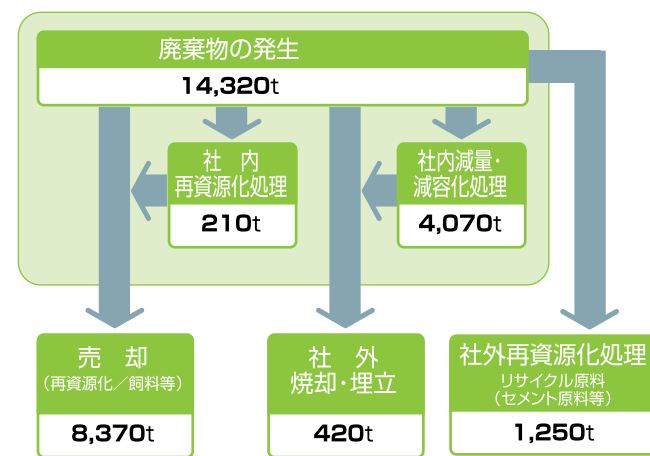 廃棄物の発生
14,320t
社 内
再資源化処理
210t
社内減量・
減容化処理
4,070t
売 却
(再資源化/飼料等)
8,370t
社 外
焼却・埋立
420t
社外再資源化処理
リサイクル原料
(セメント原料等)
1,250t